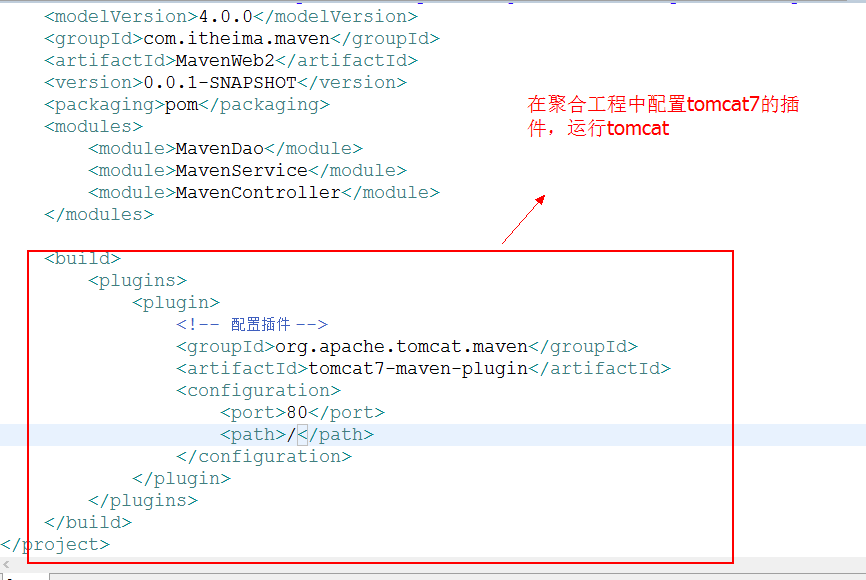 <modelVersion>4.0.0</modelVersion>
<groupId>com.itheima.maven</groupId>
<artifactId>MavenWeb2</artifactId>
<version>0.0.1-SNAPSHOT</version>
<packaging>pom</packaging>
<modules>
<module>MavenDao</module>
<module>MavenService</module>
<module>MavenController</module>
</modules>
在聚合工程中配置tomcat7的插
件，运行tomcat
<build>
<plugins>
<plugin>
<!-- 配置插件 -->
<groupId>org.apache.tomcat.maven</groupId>
<artifactId>tomcat7-maven-plugin</artifactId>
<configuration>
<port>80</port>
<path>/</path>
</configuration>
</plugin>
</plugins>
</build>
</project>